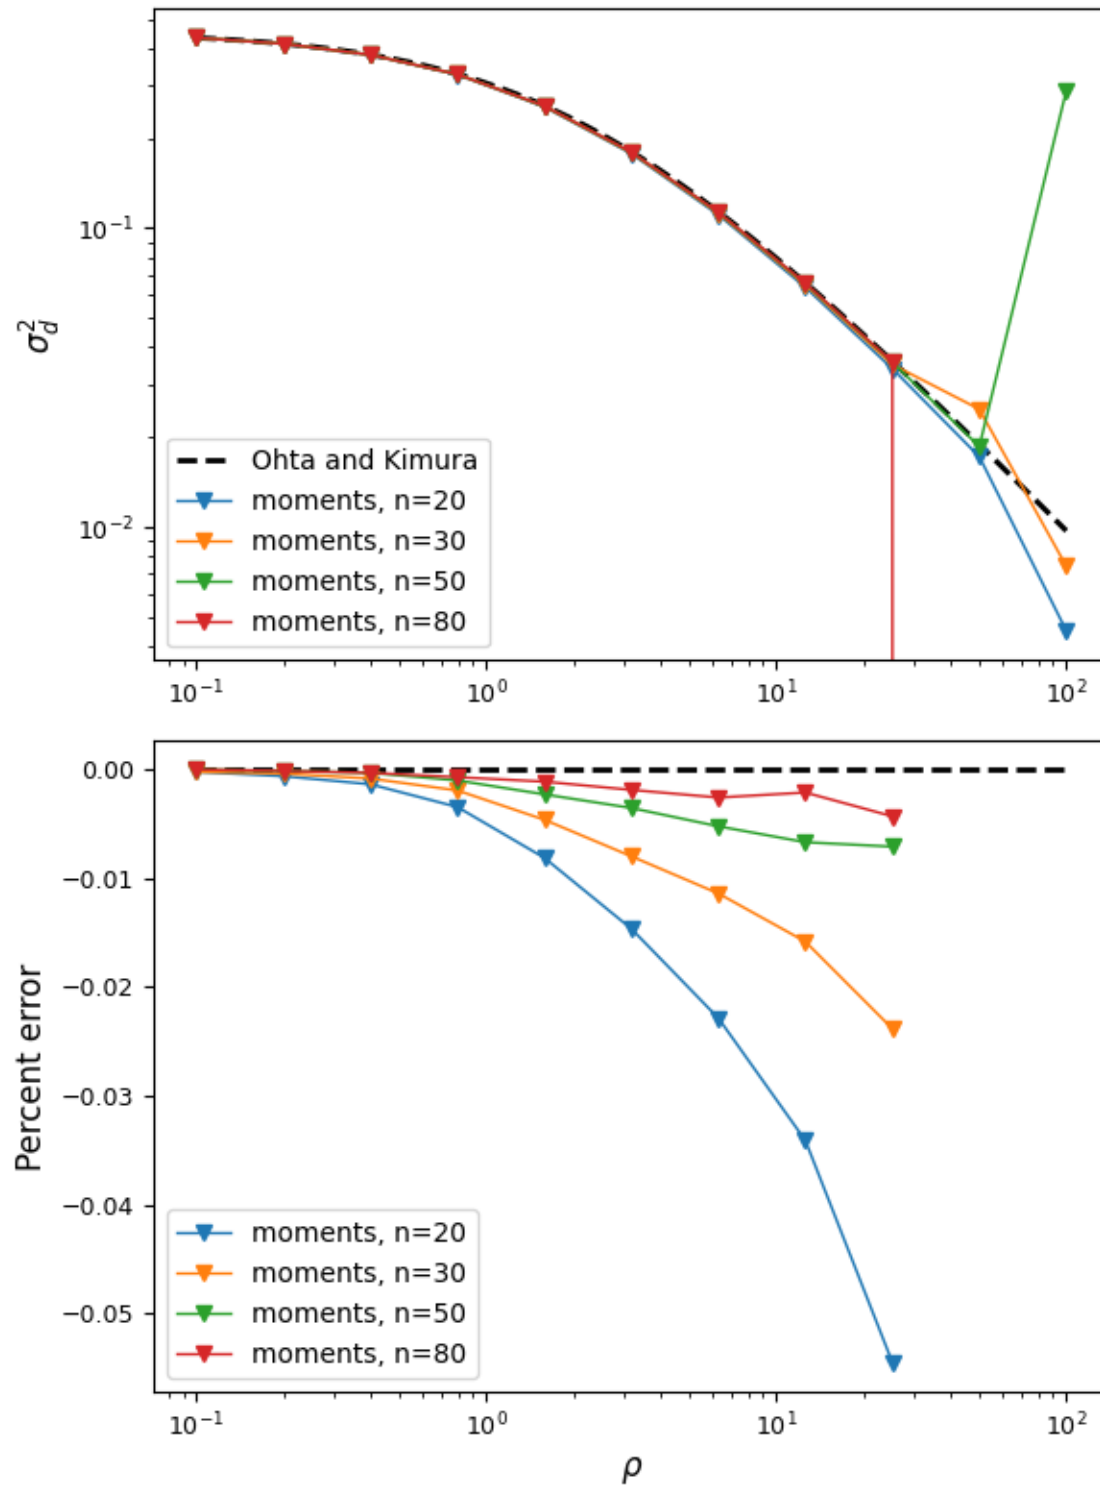 σ_d^2
10^-1
10^-2
Ohta and Kimura
moments, n=20
moments, n=30
moments, n=50
moments, n=80
10^-1 10^0 10^1 10^2
Percent error
0.00
−0.01
−0.02
−0.03
−0.04
−0.05
moments, n=20
moments, n=30
moments, n=50
moments, n=80
10^-1 10^0 10^1 10^2
ρ